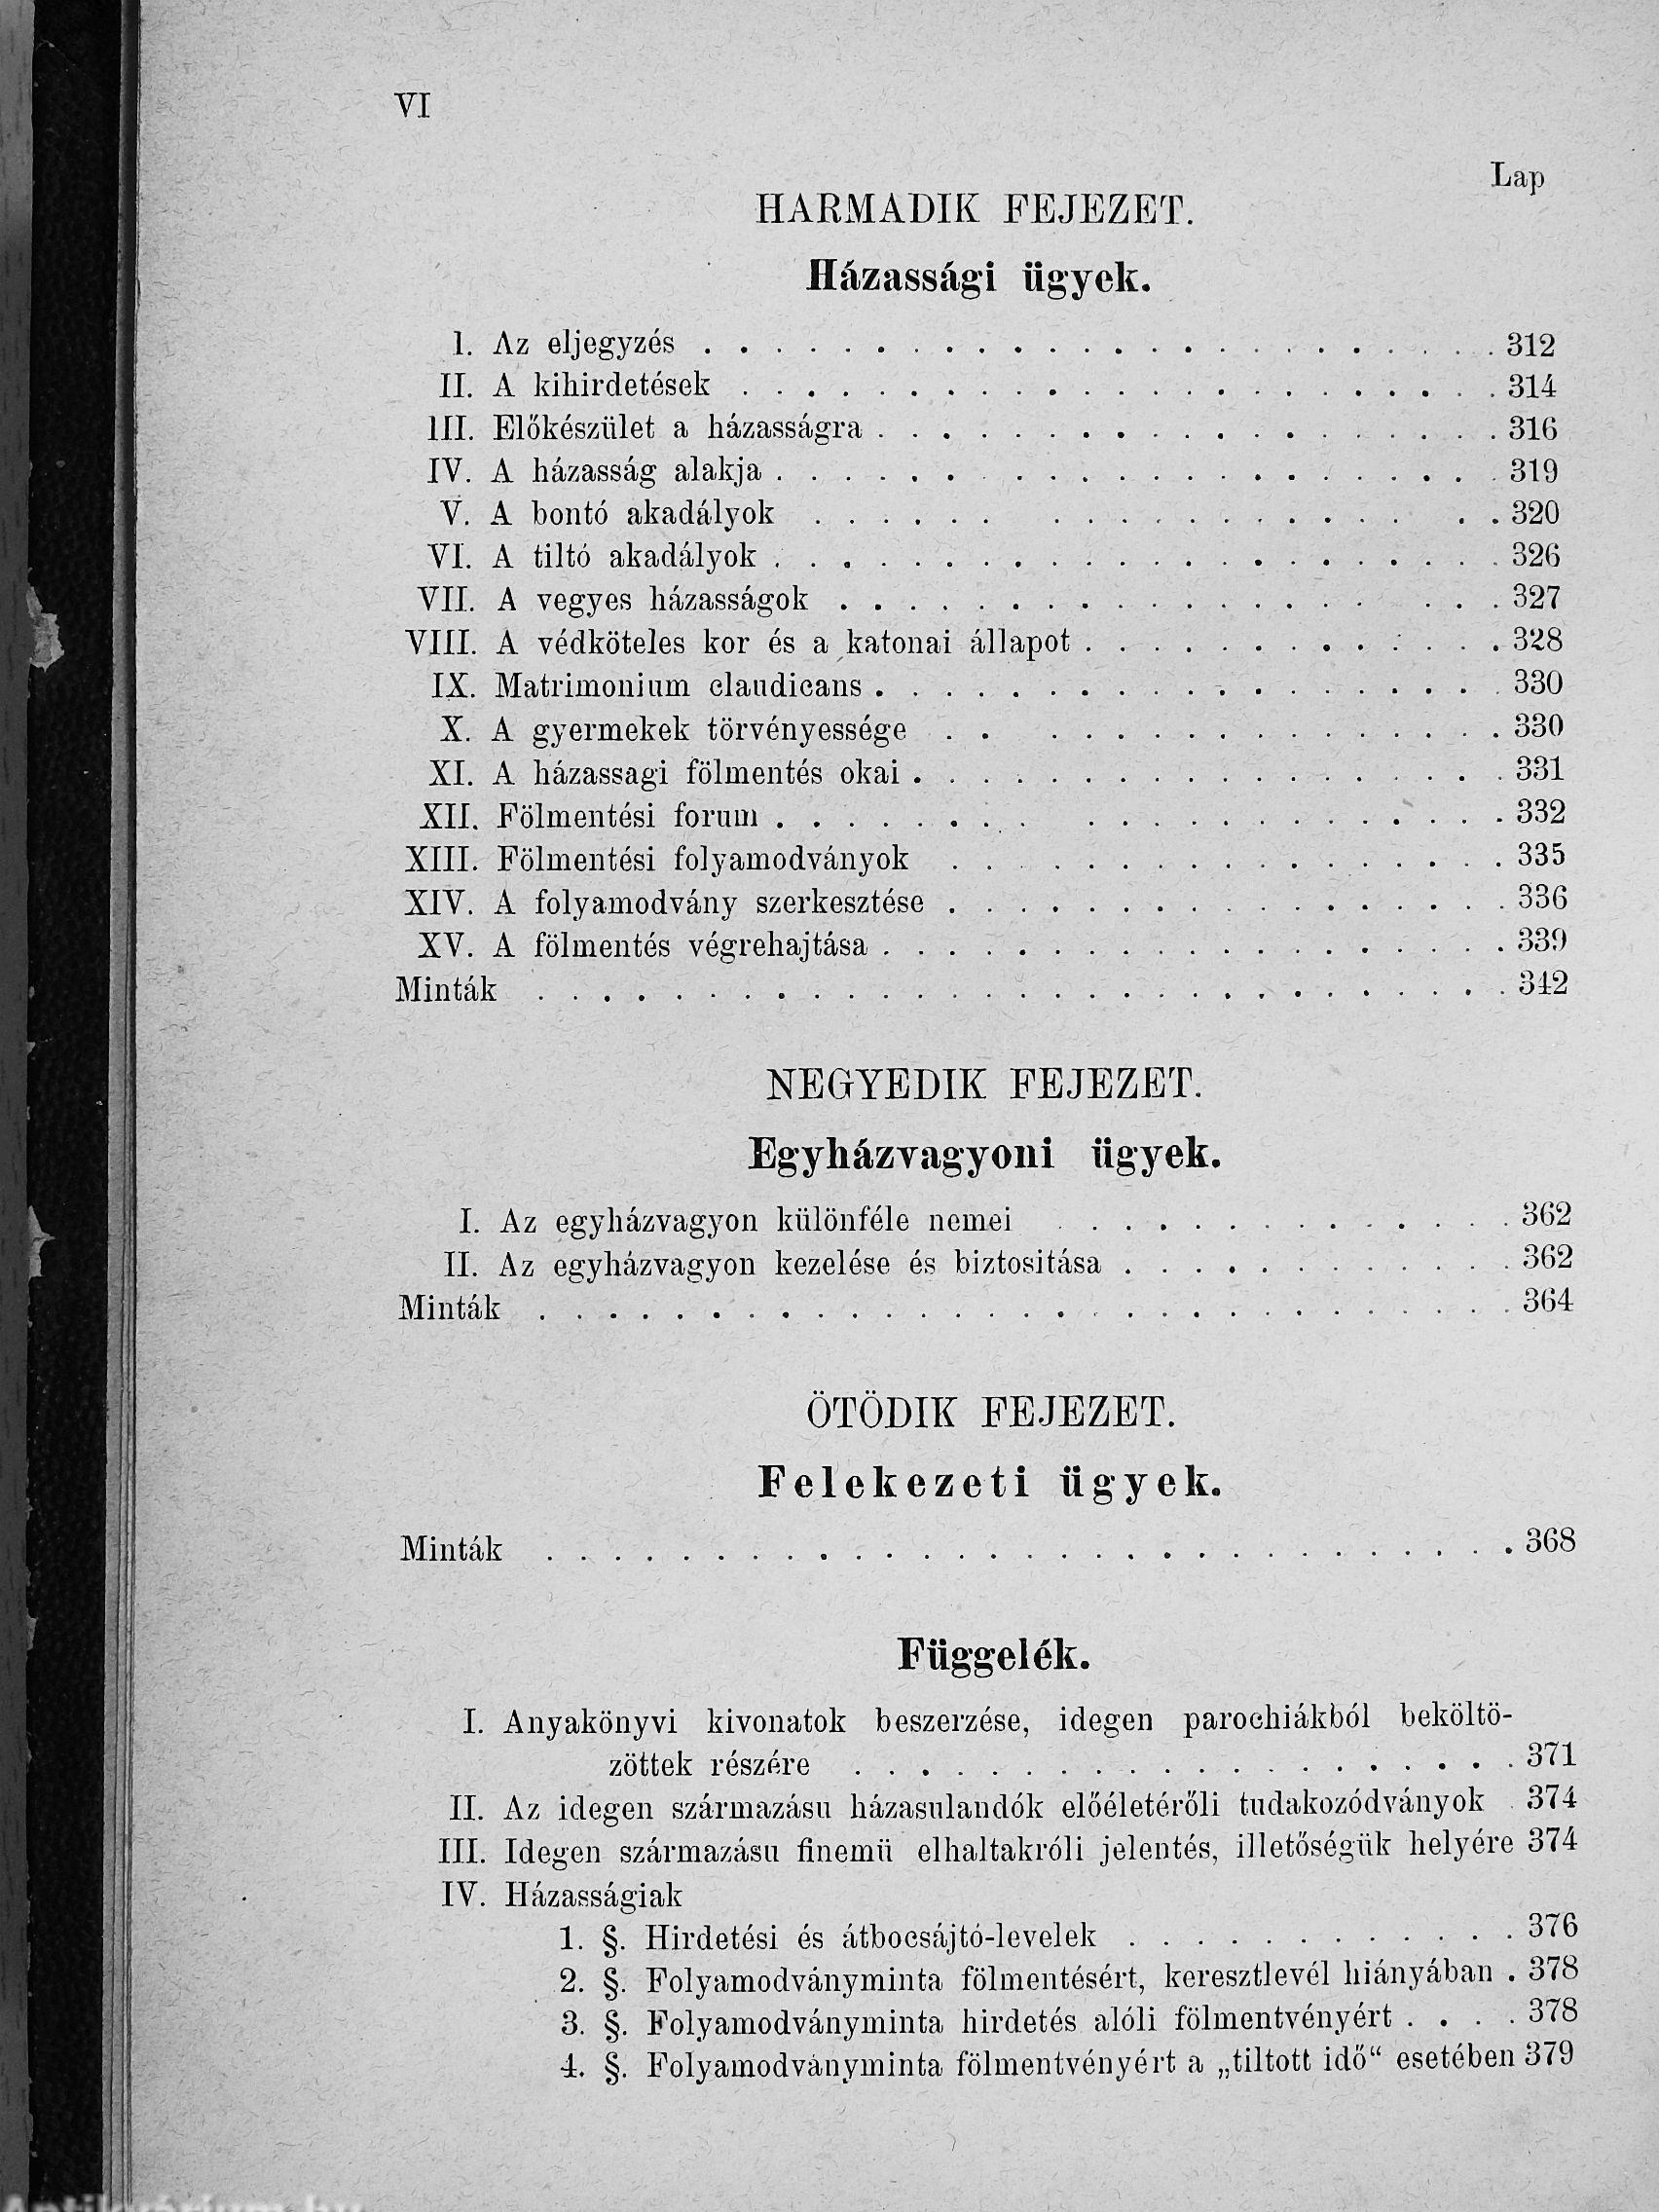 VI
Lap
HARMADIK FEJEZET.
Házassági ügyek.
I. Az eljegyzés . . . . . . . . . . . . . . . . . . . . . . . . 312
II. A kihirdetések . . . . . . . . . . . . . . . . . . . . . . . 314
III. Előkészület a házasságra . . . . . . . . . . . . . . . . . . . 316
IV. A házasság alakja . . . . . . . . . . . . . . . . . . . . . . 319
V. A bontó akadályok . . . . . . . . . . . . . . . . . . . . 320
VI. A tiltó akadályok . . . . . . . . . . . . . . . . . . . . . . 326
VII. A vegyes házasságok . . . . . . . . . . . . . . . . . . . 327
VIII. A védköteles kor és a katonai állapot . . . . . . . . . . . . . 328
IX. Matrimonium claudicans . . . . . . . . . . . . . . . . . . . 330
X. A gyermekek törvényessége . . . . . . . . . . . . . . . . 330
XI. A házassagi fölmentés okai . . . . . . . . . . . . . . . . . . 331
XII. Fölmentési forum . . . . . . . . . . . . . . . . . . . . . 332
XIII. Fölmentési folyamodványok . . . . . . . . . . . . . . . . . 335
XIV. A folyamodvány szerkesztése . . . . . . . . . . . . . . . . . 336
XV. A fölmentés végrehajtása . . . . . . . . . . . . . . . . . . . 339
Minták . . . . . . . . . . . . . . . . . . . . . . . . . . . . . 342
NEGYEDIK FEJEZET.
Egyházvagyoni ügyek.
I. Az egyházvagyon különféle nemei . . . . . . . . . . . . . . 362
II. Az egyházvagyon kezelése és biztositása . . . . . . . . . . . . 362
Minták . . . . . . . . . . . . . . . . . . . . . . . . . . . . . 364
ÖTÖDIK FEJEZET.
Felekezeti ügyek.
Minták . . . . . . . . . . . . . . . . . . . . . . . . . . . . . 368
Függelék.
I. Anyakönyvi kivonatok beszerzése, idegen parochiákból beköltö-
zöttek részére . . . . . . . . . . . . . . . . . . . . 371
II. Az idegen származásu házasulandók előéletérőli tudakozódványok . 374
III. Idegen származásu finemü elhaltakróli jelentés, illetőségük helyére 374
IV. Házasságiak
1. §. Hirdetési és átbocsájtó-levelek . . . . . . . . . . . . 376
2. §. Folyamodványminta fölmentésért, keresztlevél hiányában . 378
3. §. Folyamodványminta hirdetés alóli fölmentvényért . . . . 378
4. §. Folyamodványminta fölmentvényért a „tiltott idő“ esetében 379